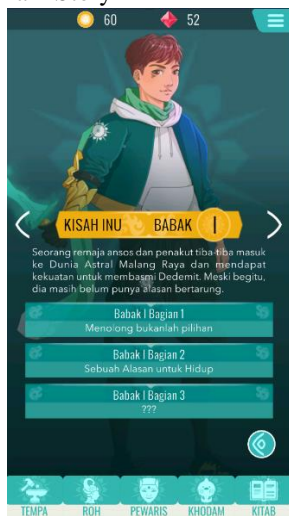 60 52
KISAH INU BABAK I
Seorang remaja ansos dan penakut tiba-tiba masuk
ke Dunia Astral Malang Raya dan mendapat
kekuatan untuk membasmi Dedemit. Meski begitu,
dia masih belum punya alasan bertarung.
Babak I Bagian 1
Menolong bukanlah pilihan
Babak I Bagian 2
Sebuah Alasan untuk Hidup
Babak I Bagian 3
???
TEMPA ROH PEWARIS KHODAM KITAB